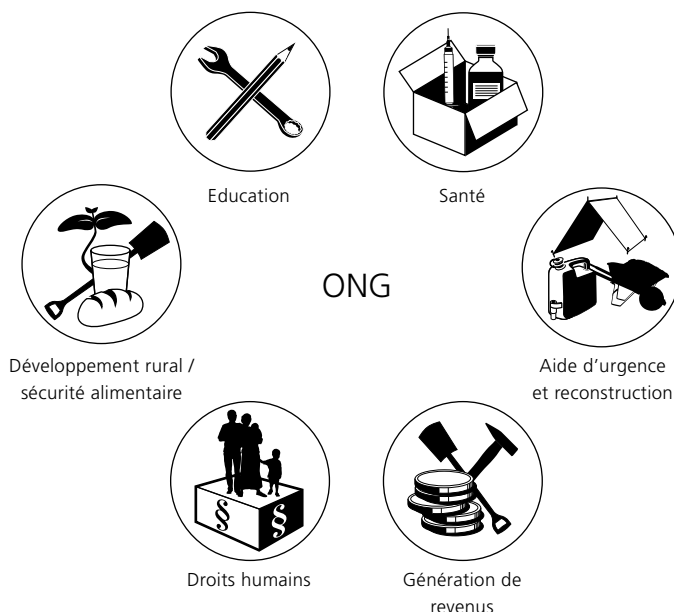 Education
Santé
ONG
Développement rural /
sécurité alimentaire
Aide d’urgence
et reconstruction
§
§
Droits humains
Génération de
revenus